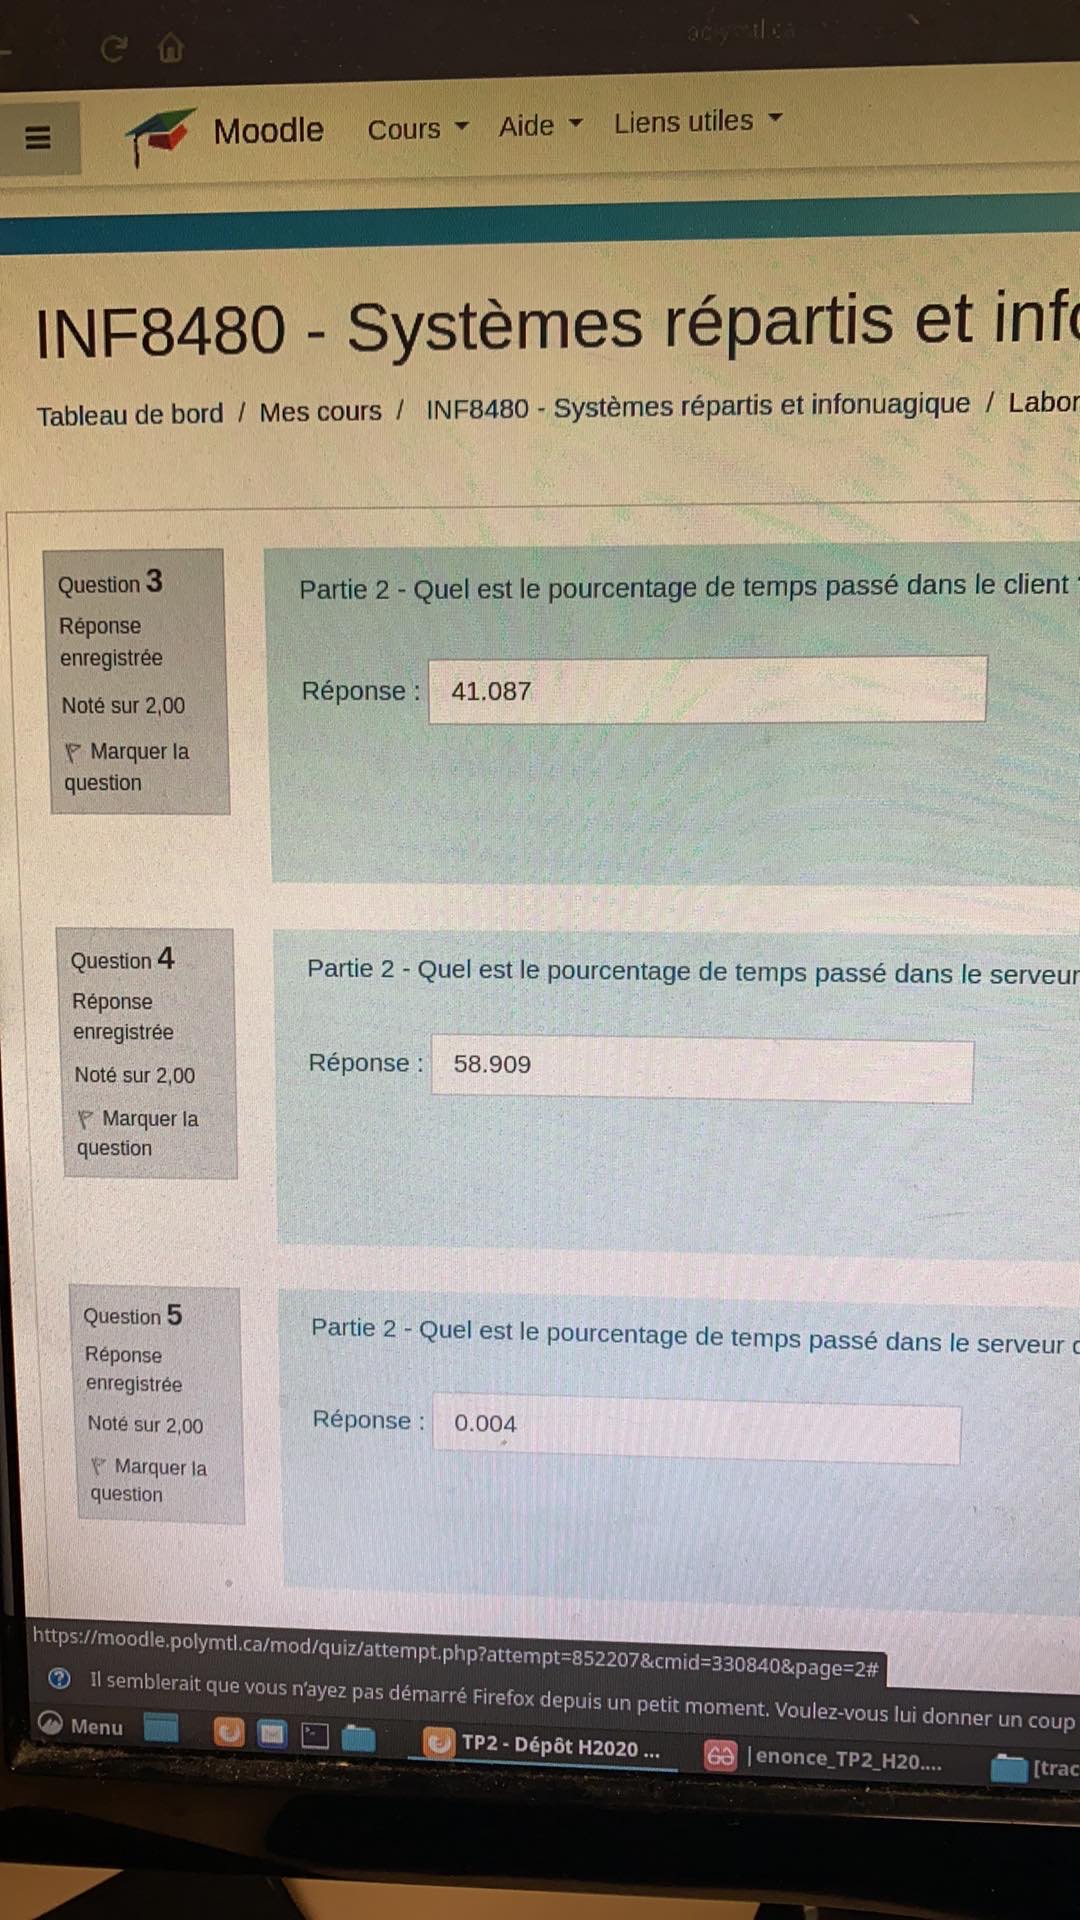 Moodle Cours Aide Liens utiles
INF8480 - Systèmes répartis et info
Tableau de bord / Mes cours / INF8480 - Systèmes répartis et infonuagique / Labor
Question 3
Réponse
enregistrée
Noté sur 2,00
Marquer la
question
Partie 2 - Quel est le pourcentage de temps passé dans le client
Réponse : 41.087
Question 4
Réponse
enregistrée
Noté sur 2,00
Marquer la
question
Partie 2 - Quel est le pourcentage de temps passé dans le serveur
Réponse : 58.909
Question 5
Réponse
enregistrée
Noté sur 2,00
Marquer la
question
Partie 2 - Quel est le pourcentage de temps passé dans le serveur
Réponse : 0.004
https://moodle.polymtl.ca/mod/quiz/attempt.php?attempt=852207&cmid=330840&page=2#
Il semblerait que vous n'ayez pas démarré Firefox depuis un petit moment. Voulez-vous lui donner un coup
Menu TP2 - Dépôt H2020 ... |enonce_TP2_H20.... [trac